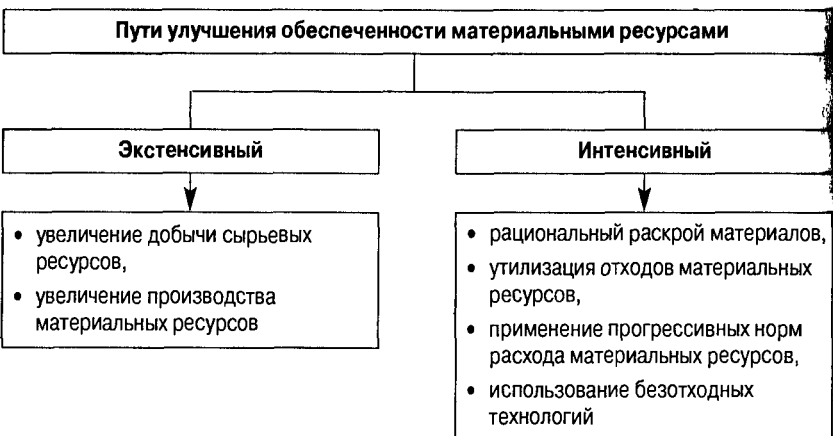 Пути улучшения обеспеченности материальными ресурсами
Экстенсивный
Интенсивный
• увеличение добычи сырьевых
ресурсов,
• увеличение производства
материальных ресурсов
• рациональный раскрой материалов,
• утилизация отходов материальных
ресурсов,
• применение прогрессивных норм
расхода материальных ресурсов,
• использование безотходных
технологий